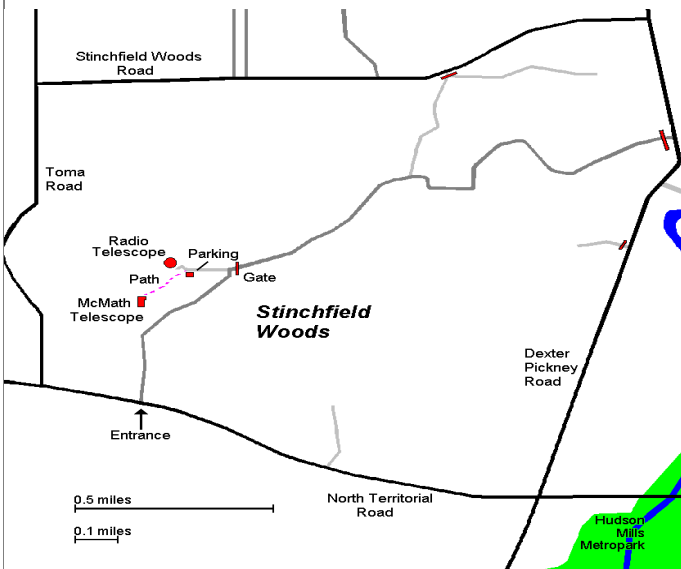 Stinchfield Woods
Road
Toma
Road
Radio
Telescope
Parking
Path
Gate
McMath
Telescope
Stinchfield
Woods
Dexter
Pickney
Road
Entrance
0.5 miles
North Territorial
Road
0.1 miles
Hudson
Mills
Metropark